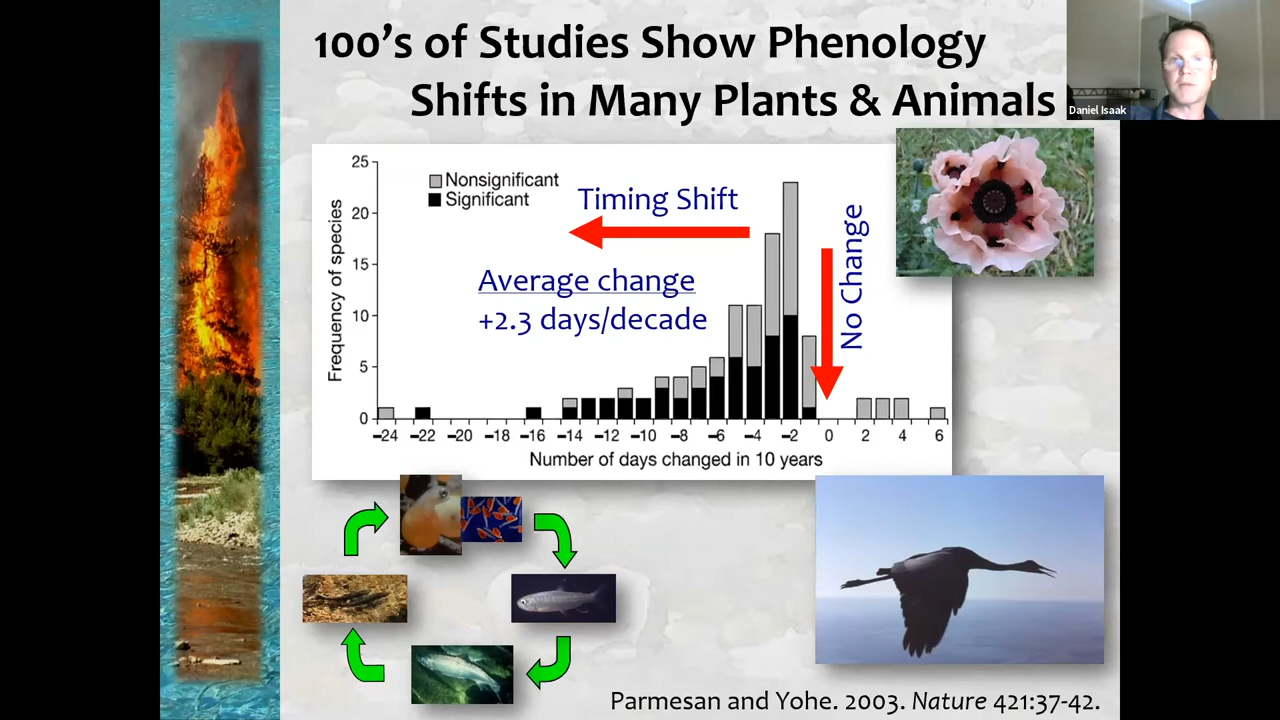 100's of Studies Show Phenology
Shifts in Many Plants & Animals
Daniel Isaak
25
20
15
10
5
0
Frequency of species
Nonsignificant
Significant
Timing Shift
Average change
+2.3 days/decade
No Change
–24 –22 –20 –18 –16 –14 –12 –10 –8 –6 –4 –2 0 2 4 6
Number of days changed in 10 years
Parmesan and Yohe. 2003. Nature 421:37-42.